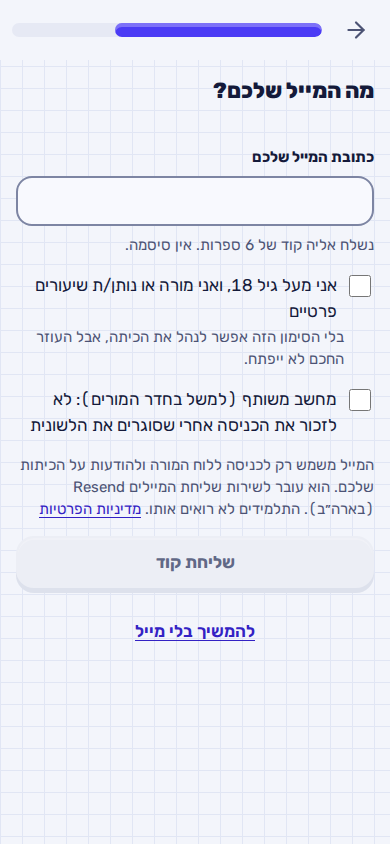 מה המייל שלכם?
כתובת המייל שלכם
נשלח אליה קוד של 6 ספרות. אין סיסמה.
אני מעל גיל 18, ואני מורה או נותן/ת שיעורים
פרטיים
בלי הסימון הזה אפשר לנהל את הכיתה, אבל העוזר
החכם לא ייפתח.
מחשב משותף (למשל בחדר המורים): לא
לזכור את הכניסה אחרי שסוגרים את הלשונית
המייל משמש רק לכניסה ללוח המורה ולהודעות על הכיתות
שלכם. הוא עובר לשירות שליחת המיילים Resend
(בארה״ב). התלמידים לא רואים אותו. מדיניות הפרטיות
שליחת קוד
להמשיך בלי מייל